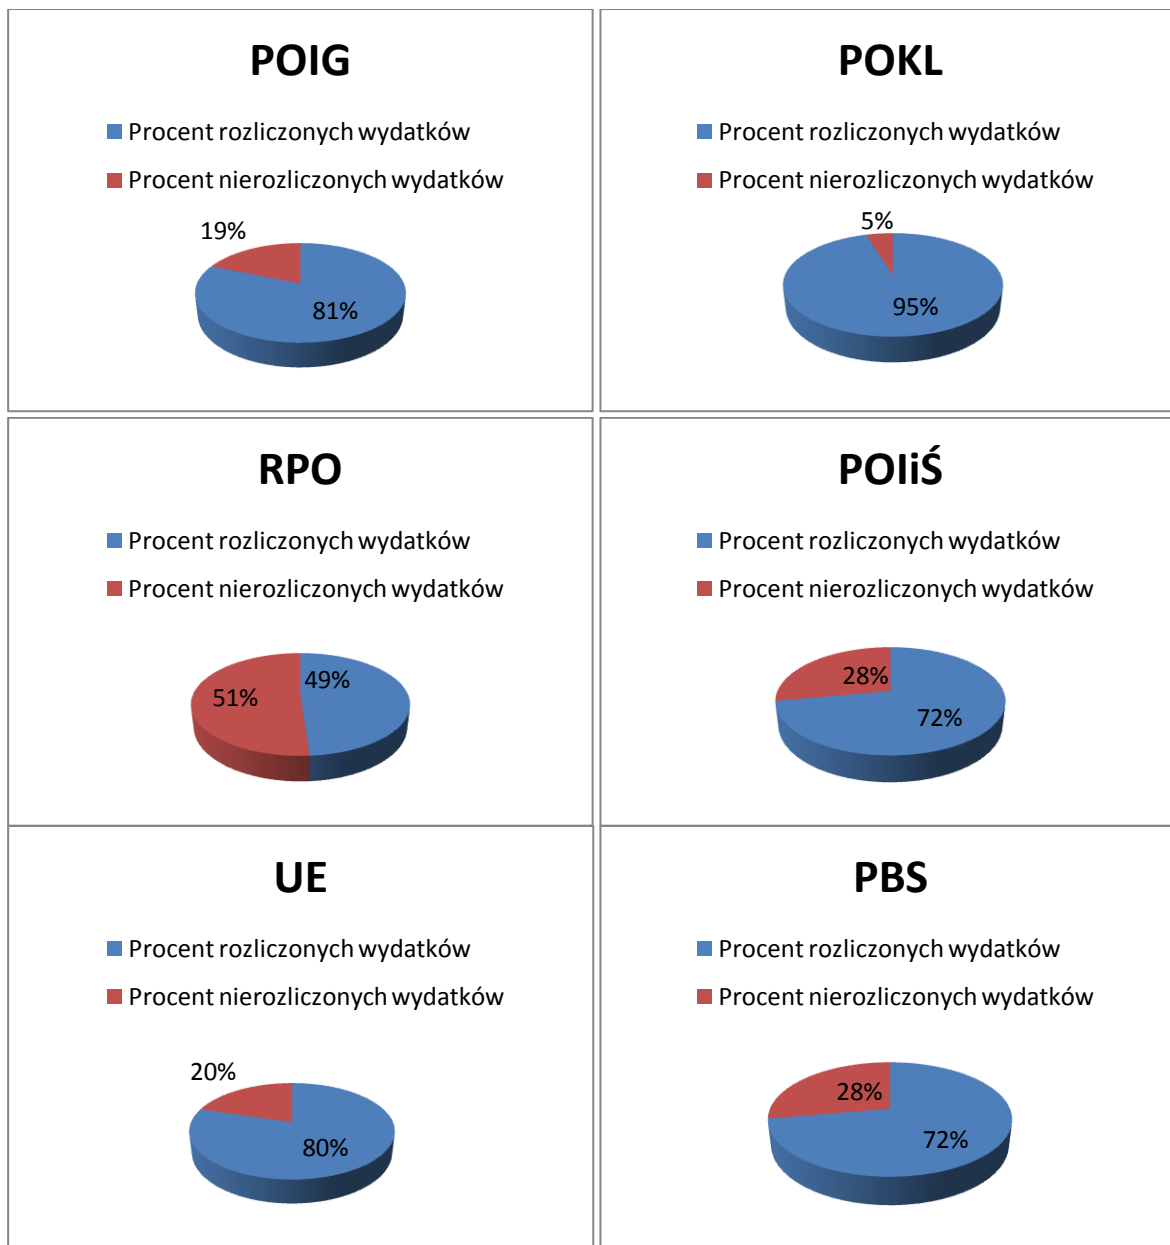 POIG
Procent rozliczonych wydatków
Procent nierozliczonych wydatków
19%
81%
POKL
Procent rozliczonych wydatków
Procent nierozliczonych wydatków
5%
95%
RPO
Procent rozliczonych wydatków
Procent nierozliczonych wydatków
49%
51%
POIiŚ
Procent rozliczonych wydatków
Procent nierozliczonych wydatków
28%
72%
UE
Procent rozliczonych wydatków
Procent nierozliczonych wydatków
20%
80%
PBS
Procent rozliczonych wydatków
Procent nierozliczonych wydatków
28%
72%